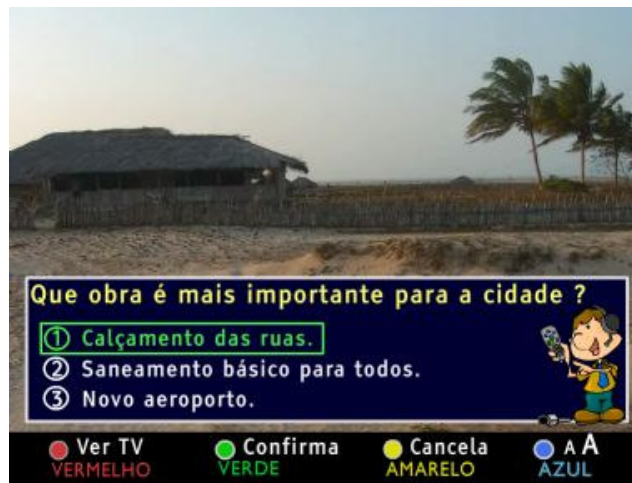 Que obra é mais importante para a cidade ?
① Calçamento das ruas.
② Saneamento básico para todos.
③ Novo aeroporto.
Ver TV Confirma Cancela A A
VERMELHO VERDE AMARELO AZUL